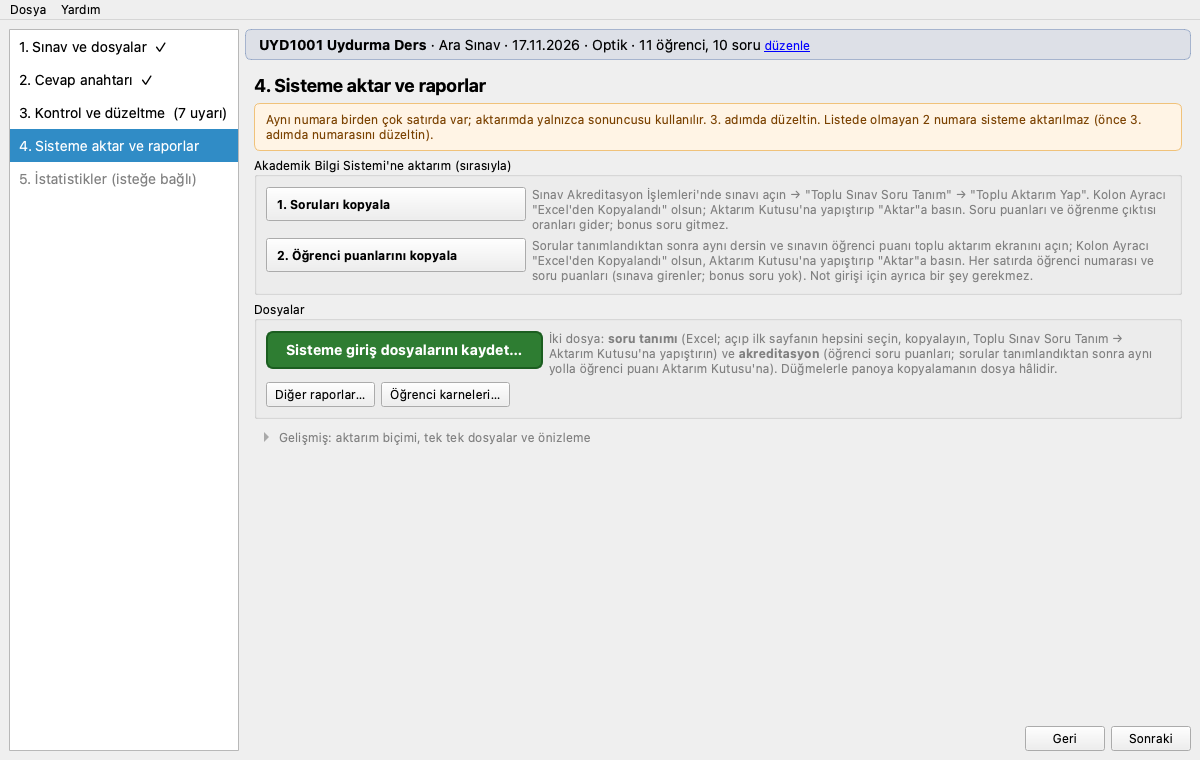 Dosya Yardım
1. Sınav ve dosyalar ✓
2. Cevap anahtarı ✓
3. Kontrol ve düzeltme (7 uyarı)
4. Sisteme aktar ve raporlar
5. İstatistikler (isteğe bağlı)
UYD1001 Uydurma Ders · Ara Sınav · 17.11.2026 · Optik · 11 öğrenci, 10 soru düzenle
4. Sisteme aktar ve raporlar
Aynı numara birden çok satırda var; aktarımda yalnızca sonuncusu kullanılır. 3. adımda düzeltin. Listede olmayan 2 numara sisteme aktarılmaz (önce 3.
adımda numarasını düzeltin).
Akademik Bilgi Sistemi'ne aktarım (sırasıyla)
1. Soruları kopyala
Sınav Akreditasyon İşlemleri'nde sınavı açın → "Toplu Sınav Soru Tanım" → "Toplu Aktarım Yap". Kolon Ayracı
"Excel'den Kopyalandı" olsun; Aktarım Kutusu'na yapıştırıp "Aktar"a basın. Soru puanları ve öğrenme çıktısı
oranları gider; bonus soru gitmez.
2. Öğrenci puanlarını kopyala
Sorular tanımlandıktan sonra aynı dersin ve sınavın öğrenci puanı toplu aktarım ekranını açın; Kolon Ayracı
"Excel'den Kopyalandı" olsun, Aktarım Kutusu'na yapıştırıp "Aktar"a basın. Her satırda öğrenci numarası ve
soru puanları (sınava girenler; bonus soru yok). Not girişi için ayrıca bir şey gerekmez.
Dosyalar
Sisteme giriş dosyalarını kaydet...
İki dosya: soru tanımı (Excel; açıp ilk sayfanın hepsini seçin, kopyalayın, Toplu Sınav Soru Tanım →
Aktarım Kutusu'na yapıştırın) ve akreditasyon (öğrenci soru puanları; sorular tanımlandıktan sonra aynı
yolla öğrenci puanı Aktarım Kutusu'na). Düğmelerle panoya kopyalamanın dosya hâlidir.
Diğer raporlar... Öğrenci karneleri...
Gelişmiş: aktarım biçimi, tek tek dosyalar ve önizleme
Geri Sonraki